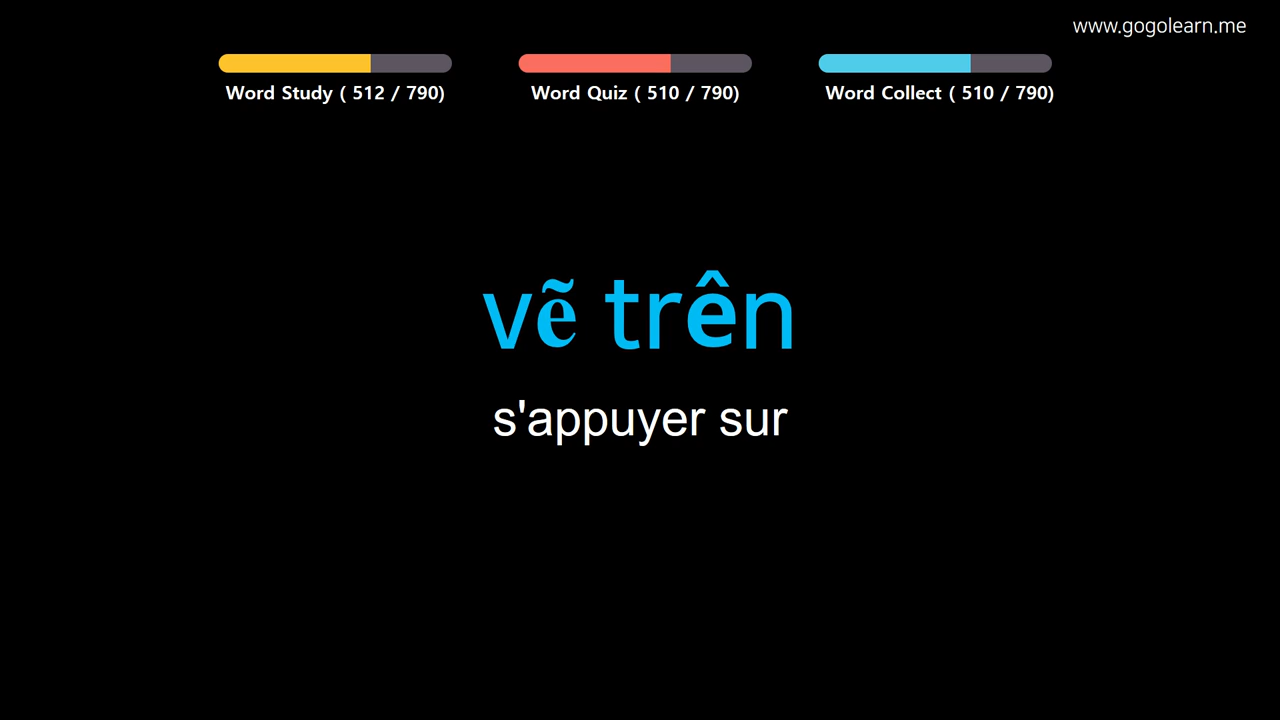 www.gogolearn.me
Word Study ( 512 / 790)
Word Quiz ( 510 / 790)
Word Collect ( 510 / 790)
vẽ trên
s'appuyer sur